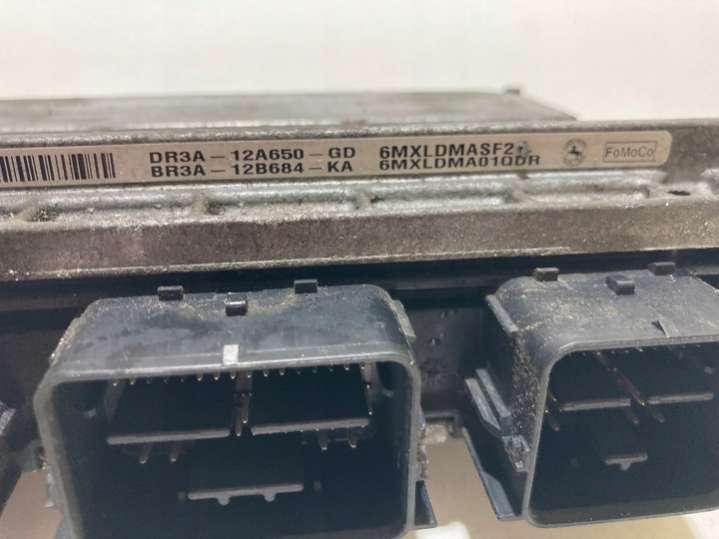 DR3A-12A650-GD 6MXLDMASF2
BR3A-12B684-KA 6MXLDMA01QDR
FoMoCo